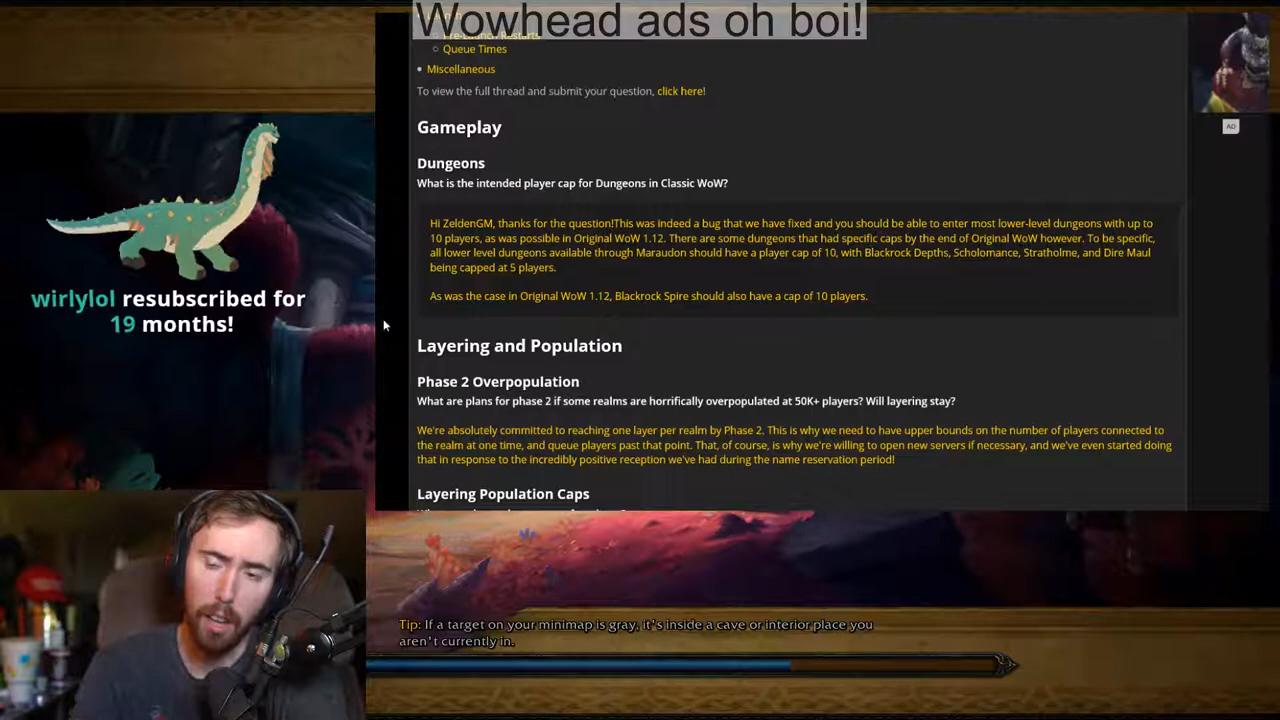 Wowhead ads oh boi!
Pre-Launch Restarts
Queue Times
Miscellaneous
To view the full thread and submit your question, click here!
Gameplay
Dungeons
What is the intended player cap for Dungeons in Classic WoW?
Hi ZeldenGM, thanks for the question!This was indeed a bug that we have fixed and you should be able to enter most lower-level dungeons with up to
10 players, as was possible in Original WoW 1.12. There are some dungeons that had specific caps by the end of Original WoW however. To be specific,
all lower level dungeons available through Maraudon should have a player cap of 10, with Blackrock Depths, Scholomance, Stratholme, and Dire Maul
being capped at 5 players.
As was the case in Original WoW 1.12, Blackrock Spire should also have a cap of 10 players.
Layering and Population
Phase 2 Overpopulation
What are plans for phase 2 if some realms are horrifically overpopulated at 50K+ players? Will layering stay?
We're absolutely committed to reaching one layer per realm by Phase 2. This is why we need to have upper bounds on the number of players connected to
the realm at one time, and queue players past that point. That, of course, is why we're willing to open new servers if necessary, and we've even started doing
that in response to the incredibly positive reception we've had during the name reservation period!
Layering Population Caps
AD
wirlylol resubscribed for
19 months!
Tip: If a target on your minimap is gray, it's inside a cave or interior place you
aren't currently in.